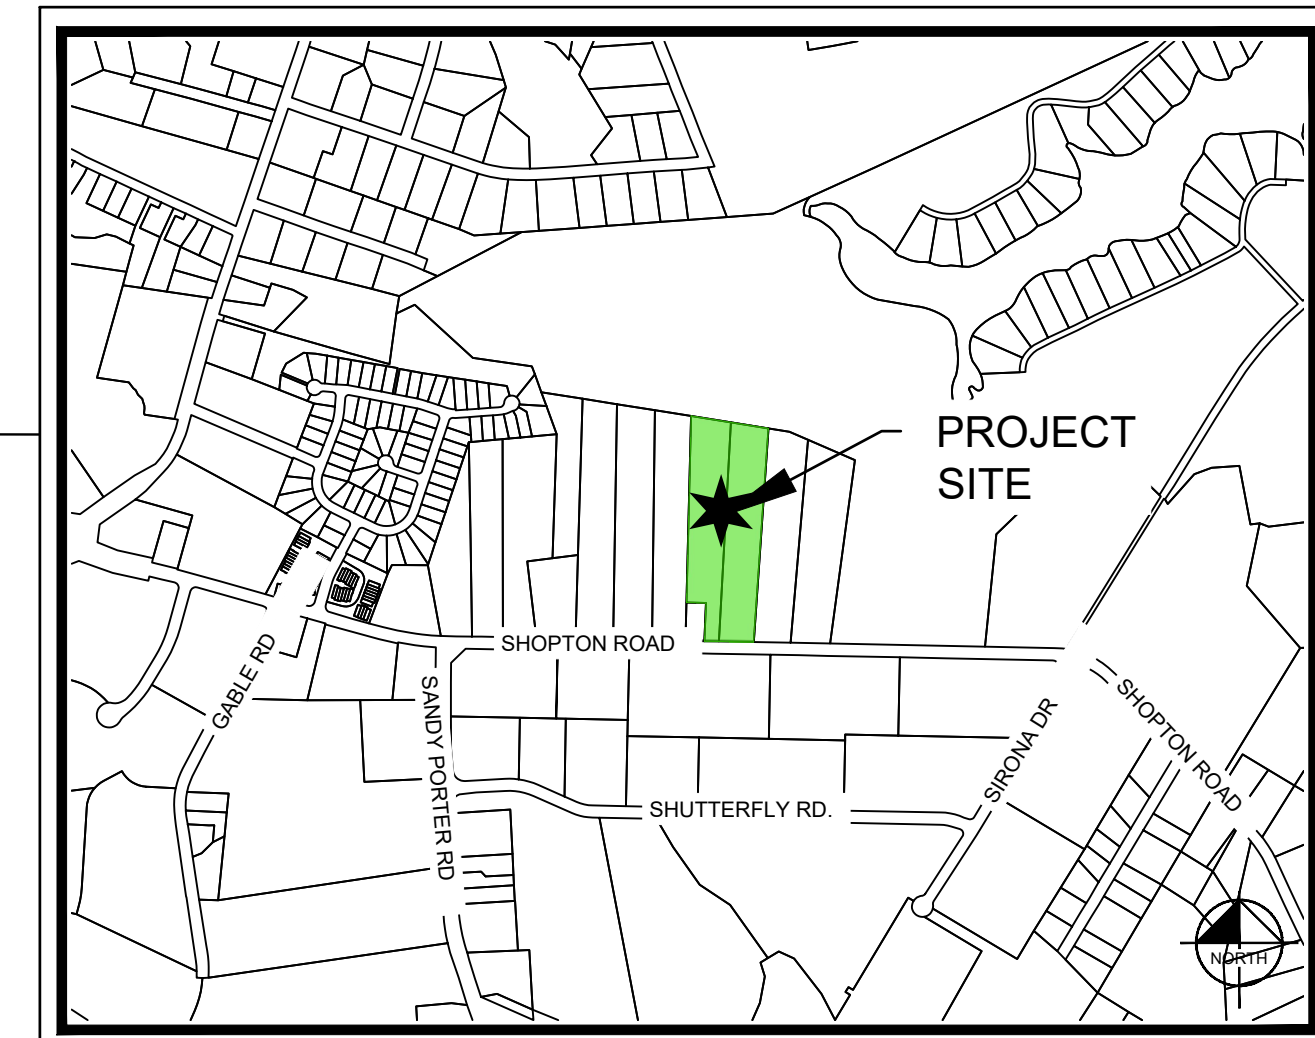 PROJECT
SITE
SHOPTON ROAD
GABLE RD
SANDY PORTER RD
SIRONA DR
SHOPTON ROAD
SHUTTERFLY RD.
NORTH